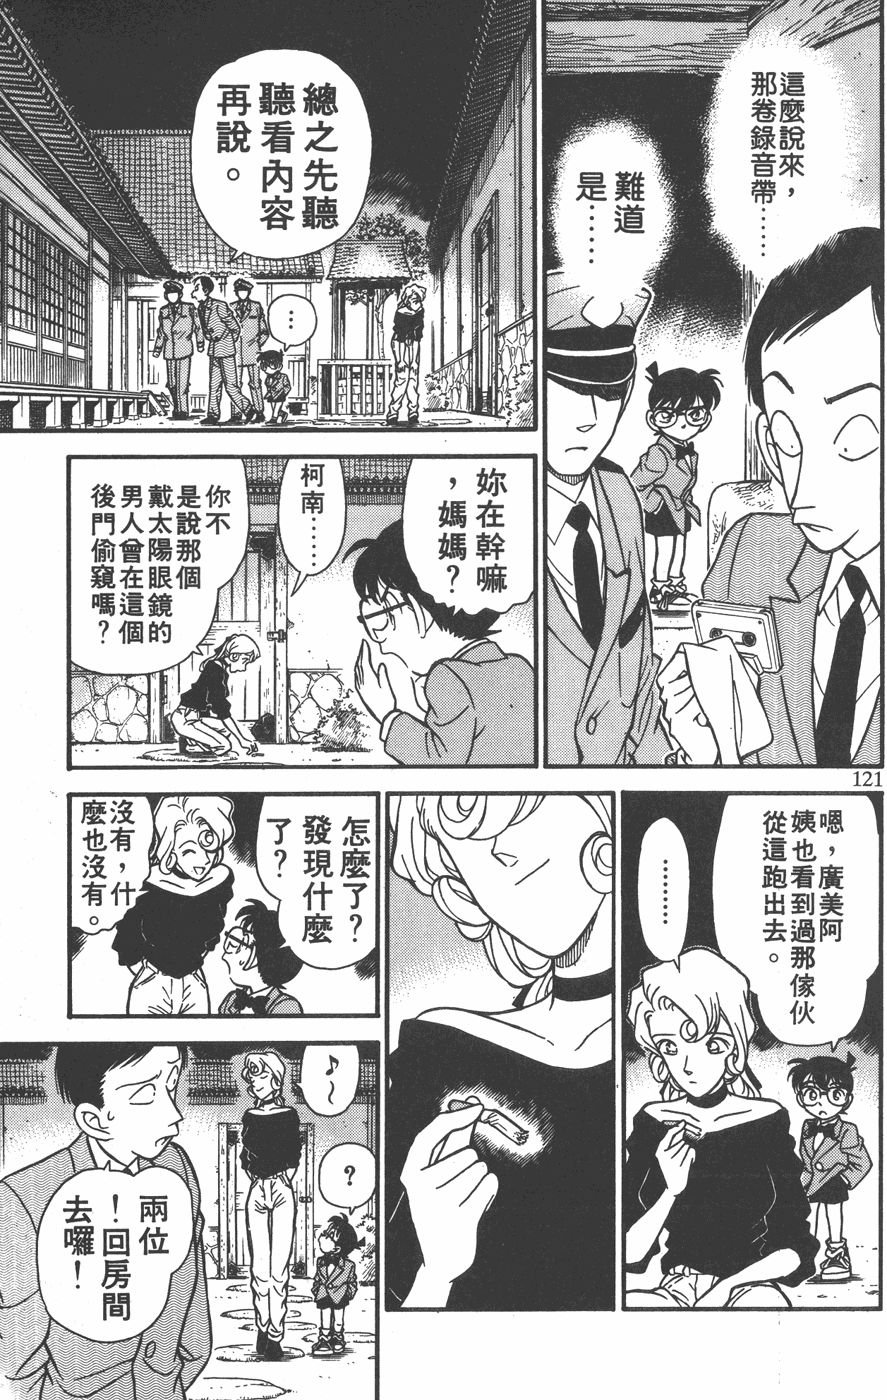 這麼說來，
那卷錄音帶……
難道
是……
總之先聽
聽看內容
再說。
…
妳在幹嘛
，媽媽？
柯南……
你不
是說那個
戴太陽眼鏡的
男人曾在這個
後門偷窺嗎？
121
嗯，廣美阿
姨也看到過那傢伙
從這跑出去。
………
怎麼了？
發現什麼
了？
沒有，什
麼也沒有。
♪～
？
兩位
！回房間
去囉！